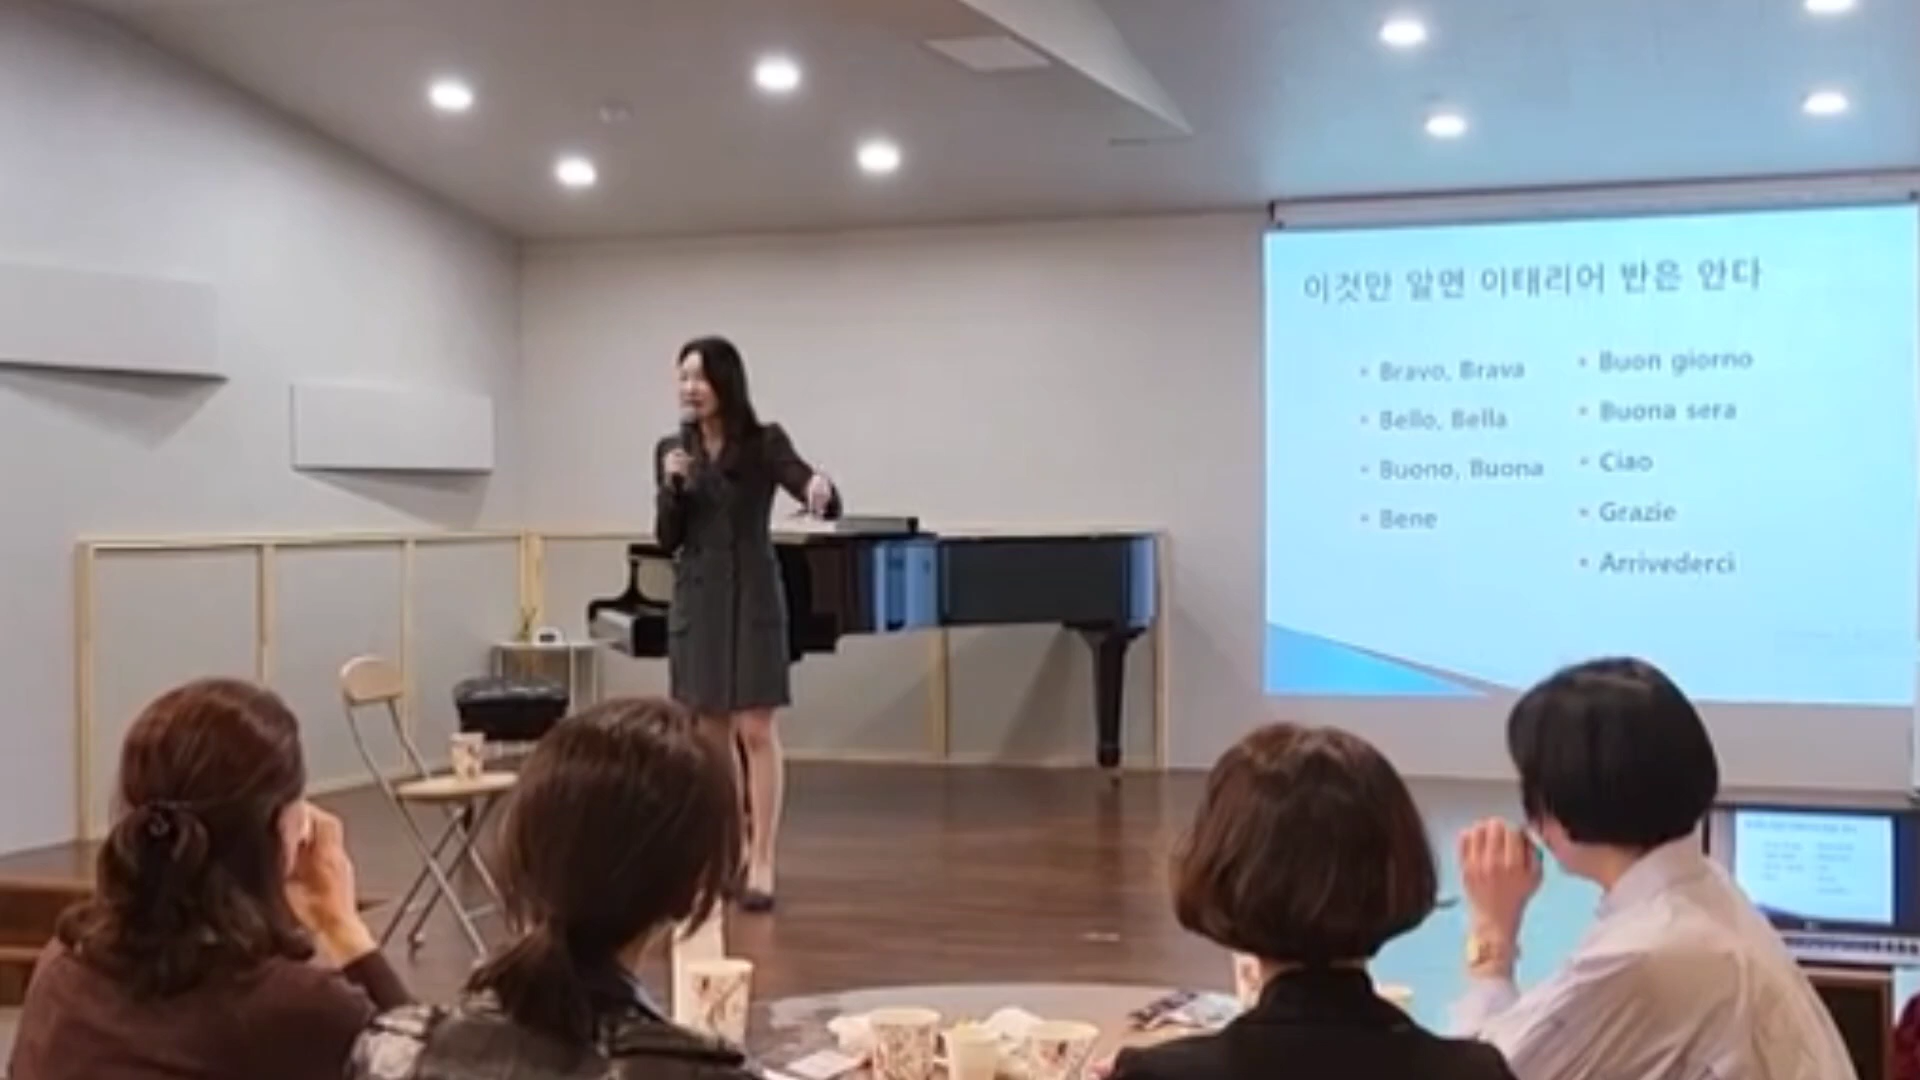 이것만 알면 이태리어 반은 안다
• Bravo, Brava
• Bello, Bella
• Buono, Buona
• Bene
• Buon giorno
• Buona sera
• Ciao
• Grazie
• Arrivederci